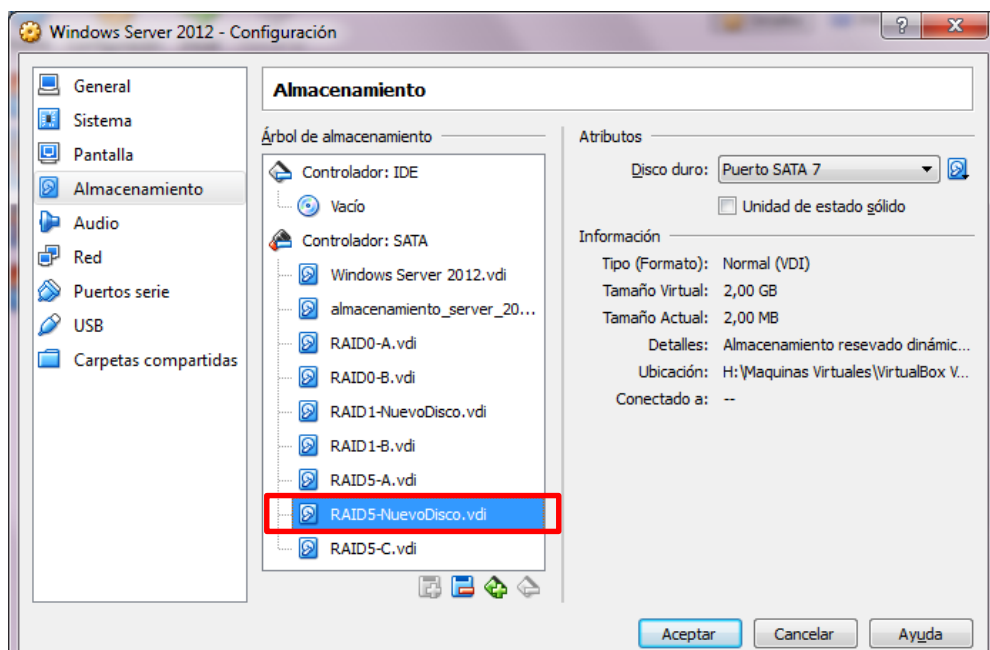 Windows Server 2012 - Configuración
?
X
General
Sistema
Pantalla
Almacenamiento
Audio
Red
Puertos serie
USB
Carpetas compartidas
Almacenamiento
Árbol de almacenamiento
Controlador: IDE
Vacío
Controlador: SATA
Windows Server 2012.vdi
almacenamiento_server_20...
RAID0-A.vdi
RAID0-B.vdi
RAID1-NuevoDisco.vdi
RAID1-B.vdi
RAID5-A.vdi
RAID5-NuevoDisco.vdi
RAID5-C.vdi
Atributos
Disco duro: Puerto SATA 7
Unidad de estado sólido
Información
Tipo (Formato): Normal (VDI)
Tamaño Virtual: 2,00 GB
Tamaño Actual: 2,00 MB
Detalles: Almacenamiento resevado dinámic...
Ubicación: H:\Maquinas Virtuales\VirtualBox V...
Conectado a: --
Aceptar
Cancelar
Ayuda